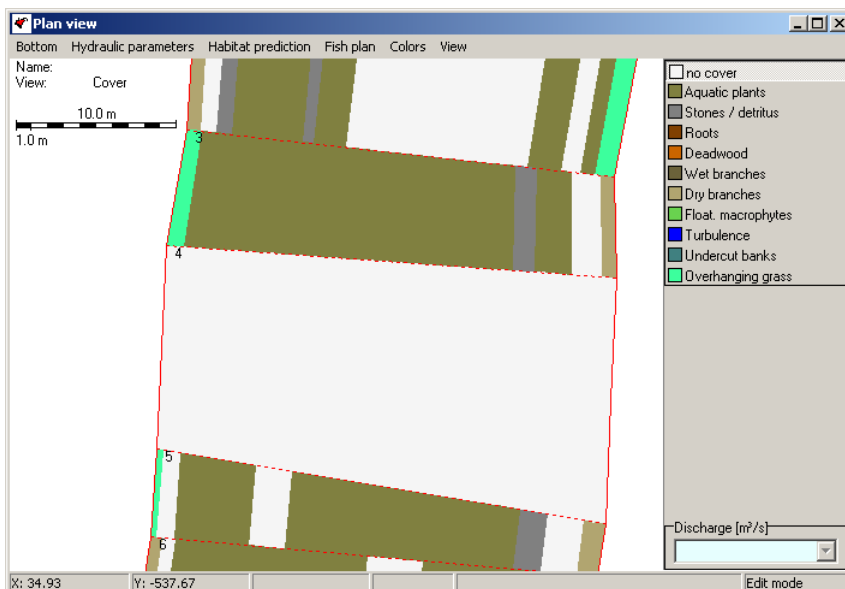 Plan view
Bottom Hydraulic parameters Habitat prediction Fish plan Colors View
Name:
View: Cover
10.0 m
1.0 m
3
4
5
6
no cover
Aquatic plants
Stones / detritus
Roots
Deadwood
Wet branches
Dry branches
Float. macrophytes
Turbulence
Undercut banks
Overhanging grass
Discharge [m³/s]
X: 34.93 Y: -537.67 Edit mode